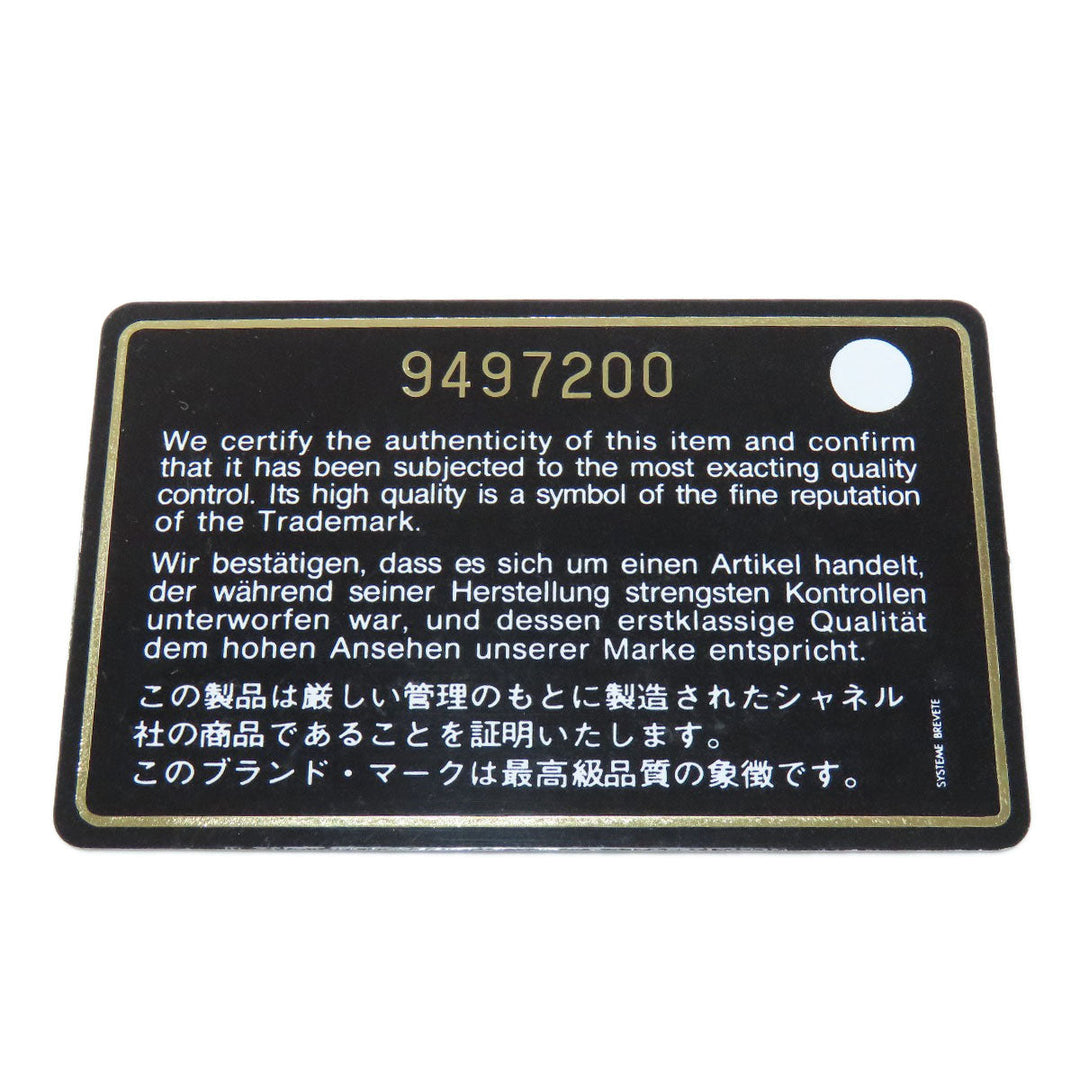 9497200
We certify the authenticity of this item and confirm
that it has been subjected to the most exacting quality
control. Its high quality is a symbol of the fine reputation
of the Trademark.
Wir bestätigen, dass es sich um einen Artikel handelt,
der während seiner Herstellung strengsten Kontrollen
unterworfen war, und dessen erstklassige Qualität
dem hohen Ansehen unserer Marke entspricht.
この製品は厳しい管理のもとに製造されたシャネル
社の商品であることを証明いたします。
このブランド・マークは最高級品質の象徴です。
SYSTEME BREVETE